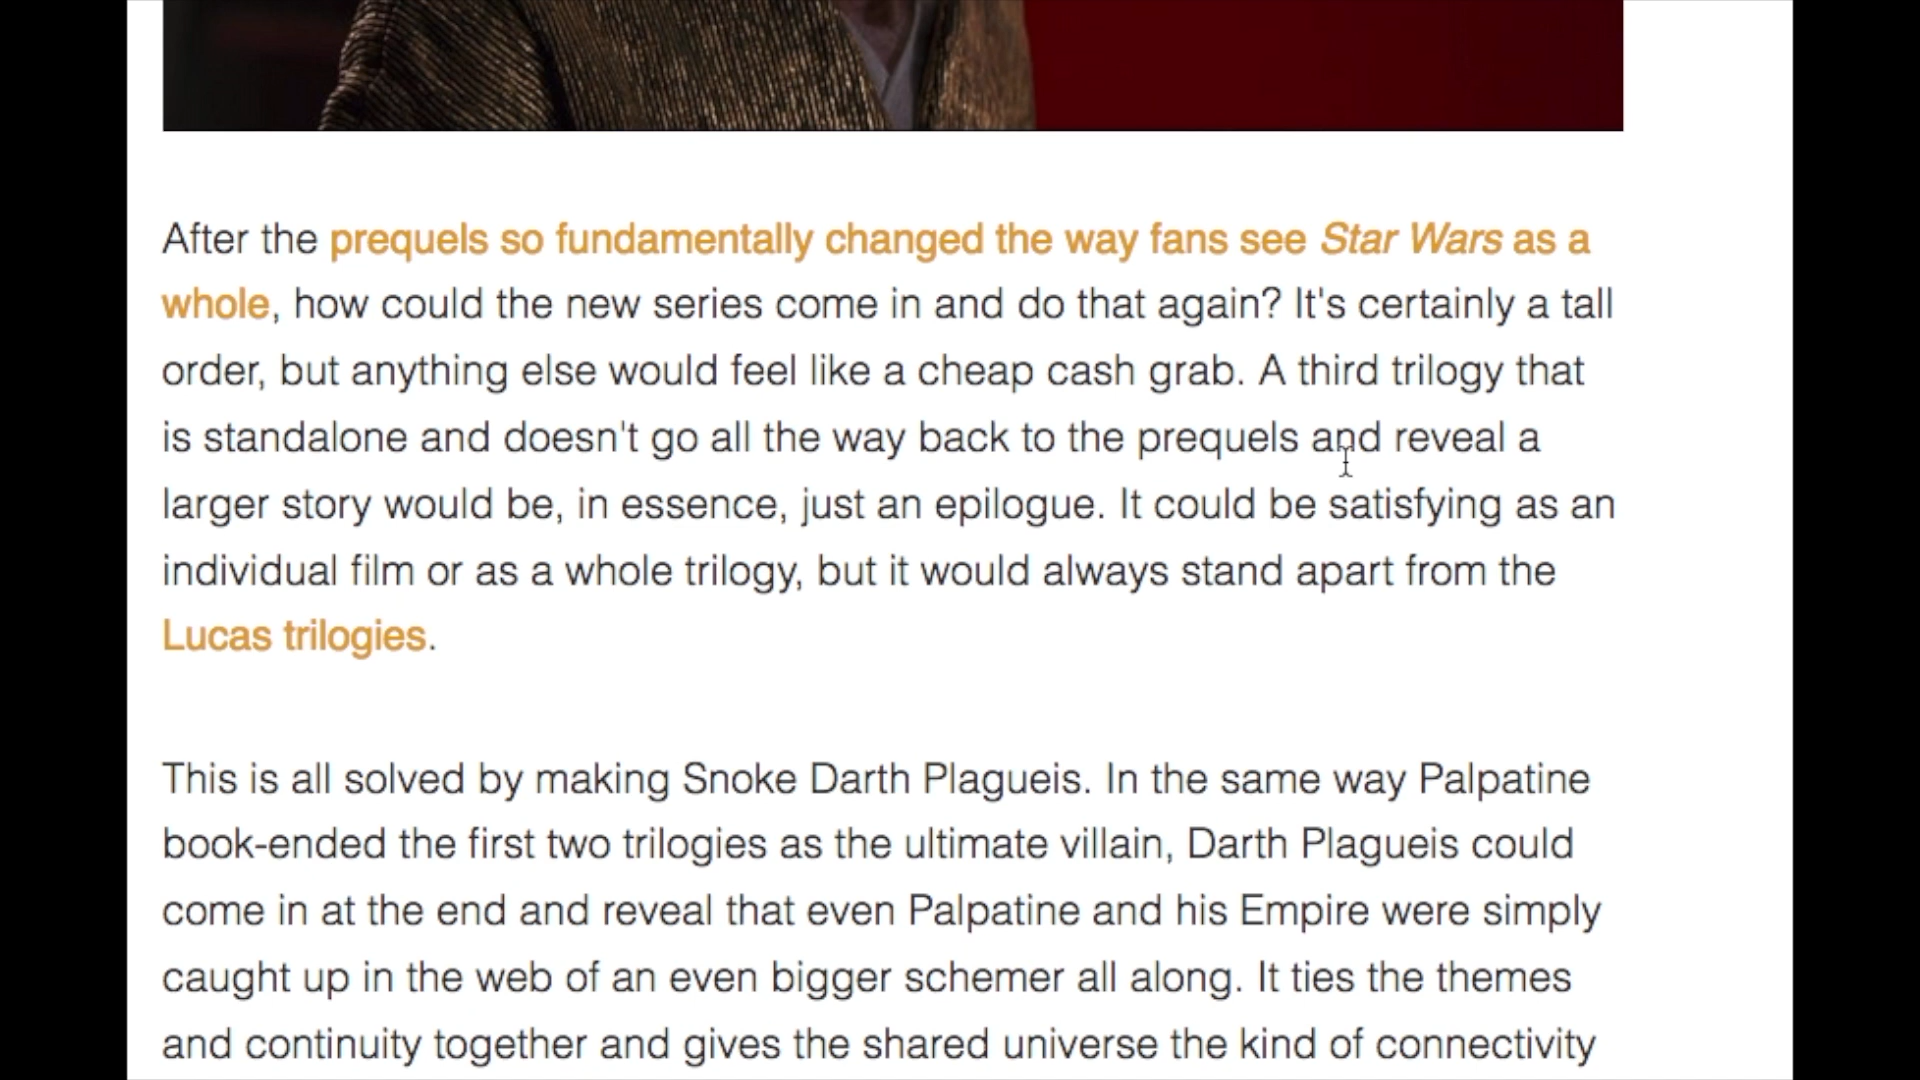 After the prequels so fundamentally changed the way fans see Star Wars as a
whole, how could the new series come in and do that again? It's certainly a tall
order, but anything else would feel like a cheap cash grab. A third trilogy that
is standalone and doesn't go all the way back to the prequels and reveal a
larger story would be, in essence, just an epilogue. It could be satisfying as an
individual film or as a whole trilogy, but it would always stand apart from the
Lucas trilogies.
This is all solved by making Snoke Darth Plagueis. In the same way Palpatine
book-ended the first two trilogies as the ultimate villain, Darth Plagueis could
come in at the end and reveal that even Palpatine and his Empire were simply
caught up in the web of an even bigger schemer all along. It ties the themes
and continuity together and gives the shared universe the kind of connectivity